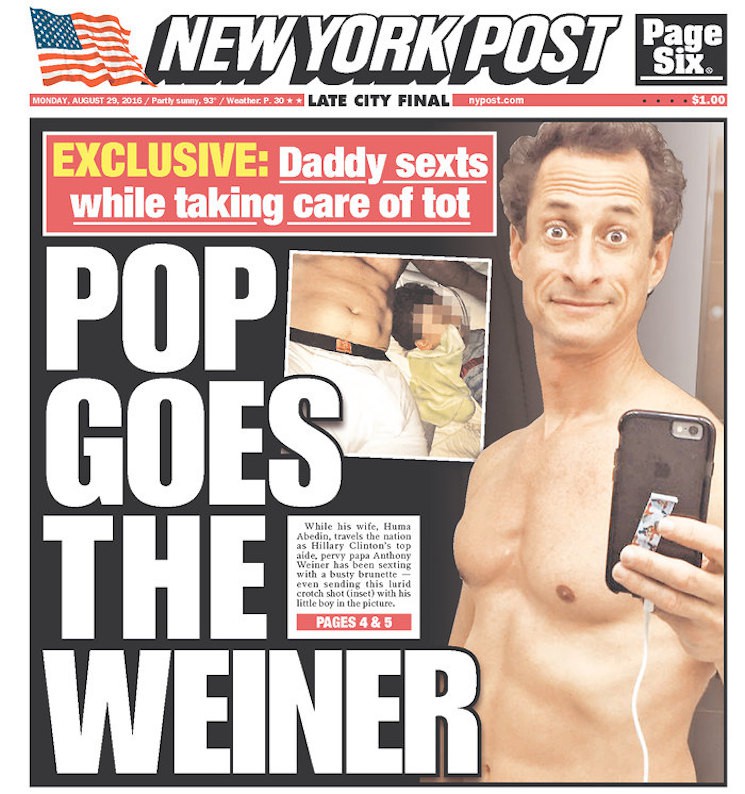 NEW YORK POST
Page
Six®
MONDAY, AUGUST 29, 2016 / Partly sunny, 93° / Weather: P. 30 ★ ★
LATE CITY FINAL
nypost.com
$1.00
EXCLUSIVE: Daddy sexts
while taking care of tot
POP
GOES
THE
WEINER
While his wife, Huma
Abedin, travels the nation
as Hillary Clinton's top
aide, pervy papa Anthony
Weiner has been sexting
with a busty brunette —
even sending this lurid
crotch shot (inset) with his
little boy in the picture.
PAGES 4 & 5